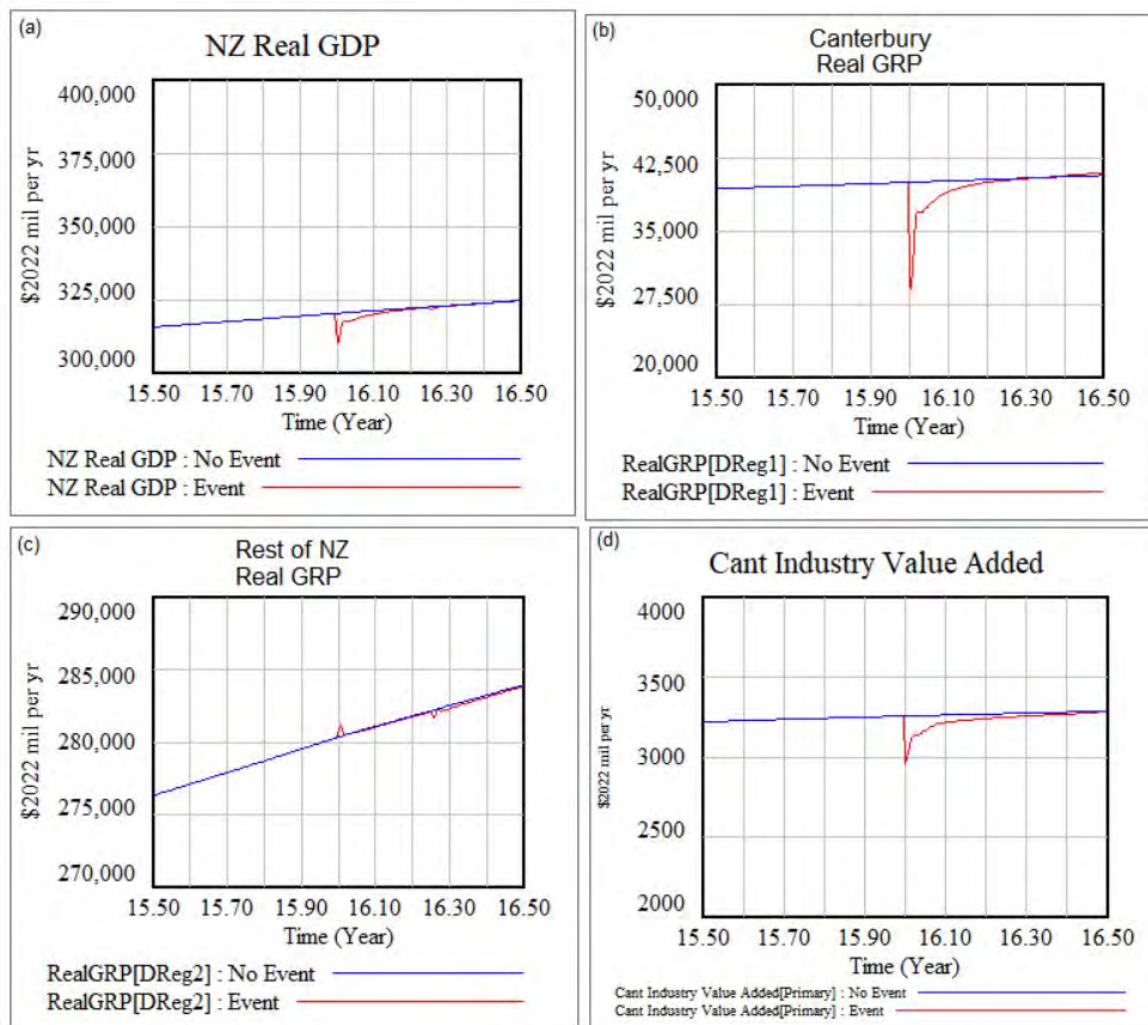 (a)
NZ Real GDP
400,000
375,000
350,000
325,000
300,000
$2022 mil per yr
15.50 15.70 15.90 16.10 16.30 16.50
Time (Year)
NZ Real GDP : No Event
NZ Real GDP : Event
(b)
Canterbury
Real GRP
50,000
42,500
35,000
27,500
20,000
$2022 mil per yr
15.50 15.70 15.90 16.10 16.30 16.50
Time (Year)
RealGRP[DReg1] : No Event
RealGRP[DReg1] : Event
(c)
Rest of NZ
Real GRP
290,000
285,000
280,000
275,000
270,000
$2022 mil per yr
15.50 15.70 15.90 16.10 16.30 16.50
Time (Year)
RealGRP[DReg2] : No Event
RealGRP[DReg2] : Event
(d)
Cant Industry Value Added
4000
3500
3000
2500
2000
$2022 mil per yr
15.50 15.70 15.90 16.10 16.30 16.50
Time (Year)
Cant Industry Value Added[Primary] : No Event
Cant Industry Value Added[Primary] : Event